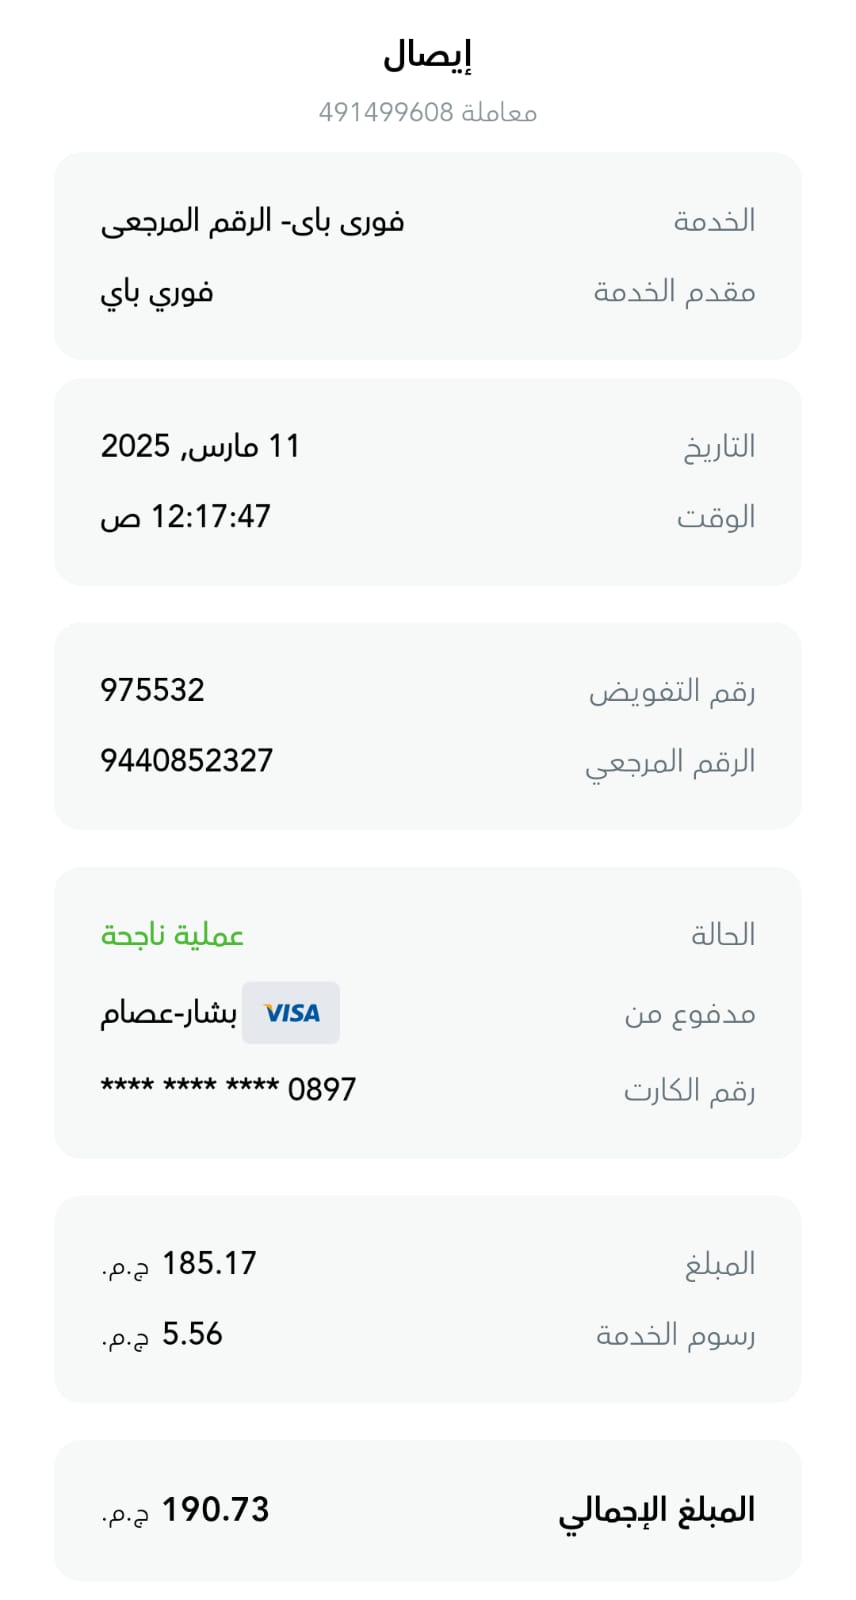 إيصال
معاملة 491499608
الخدمة فورى باى- الرقم المرجعى
مقدم الخدمة فوري باي
التاريخ 11 مارس, 2025
الوقت 12:17:47 ص
رقم التفويض 975532
الرقم المرجعي 9440852327
الحالة عملية ناجحة
مدفوع من VISA بشار-عصام
رقم الكارت **** **** **** 0897
المبلغ 185.17 ج.م.
رسوم الخدمة 5.56 ج.م.
المبلغ الإجمالي 190.73 ج.م.